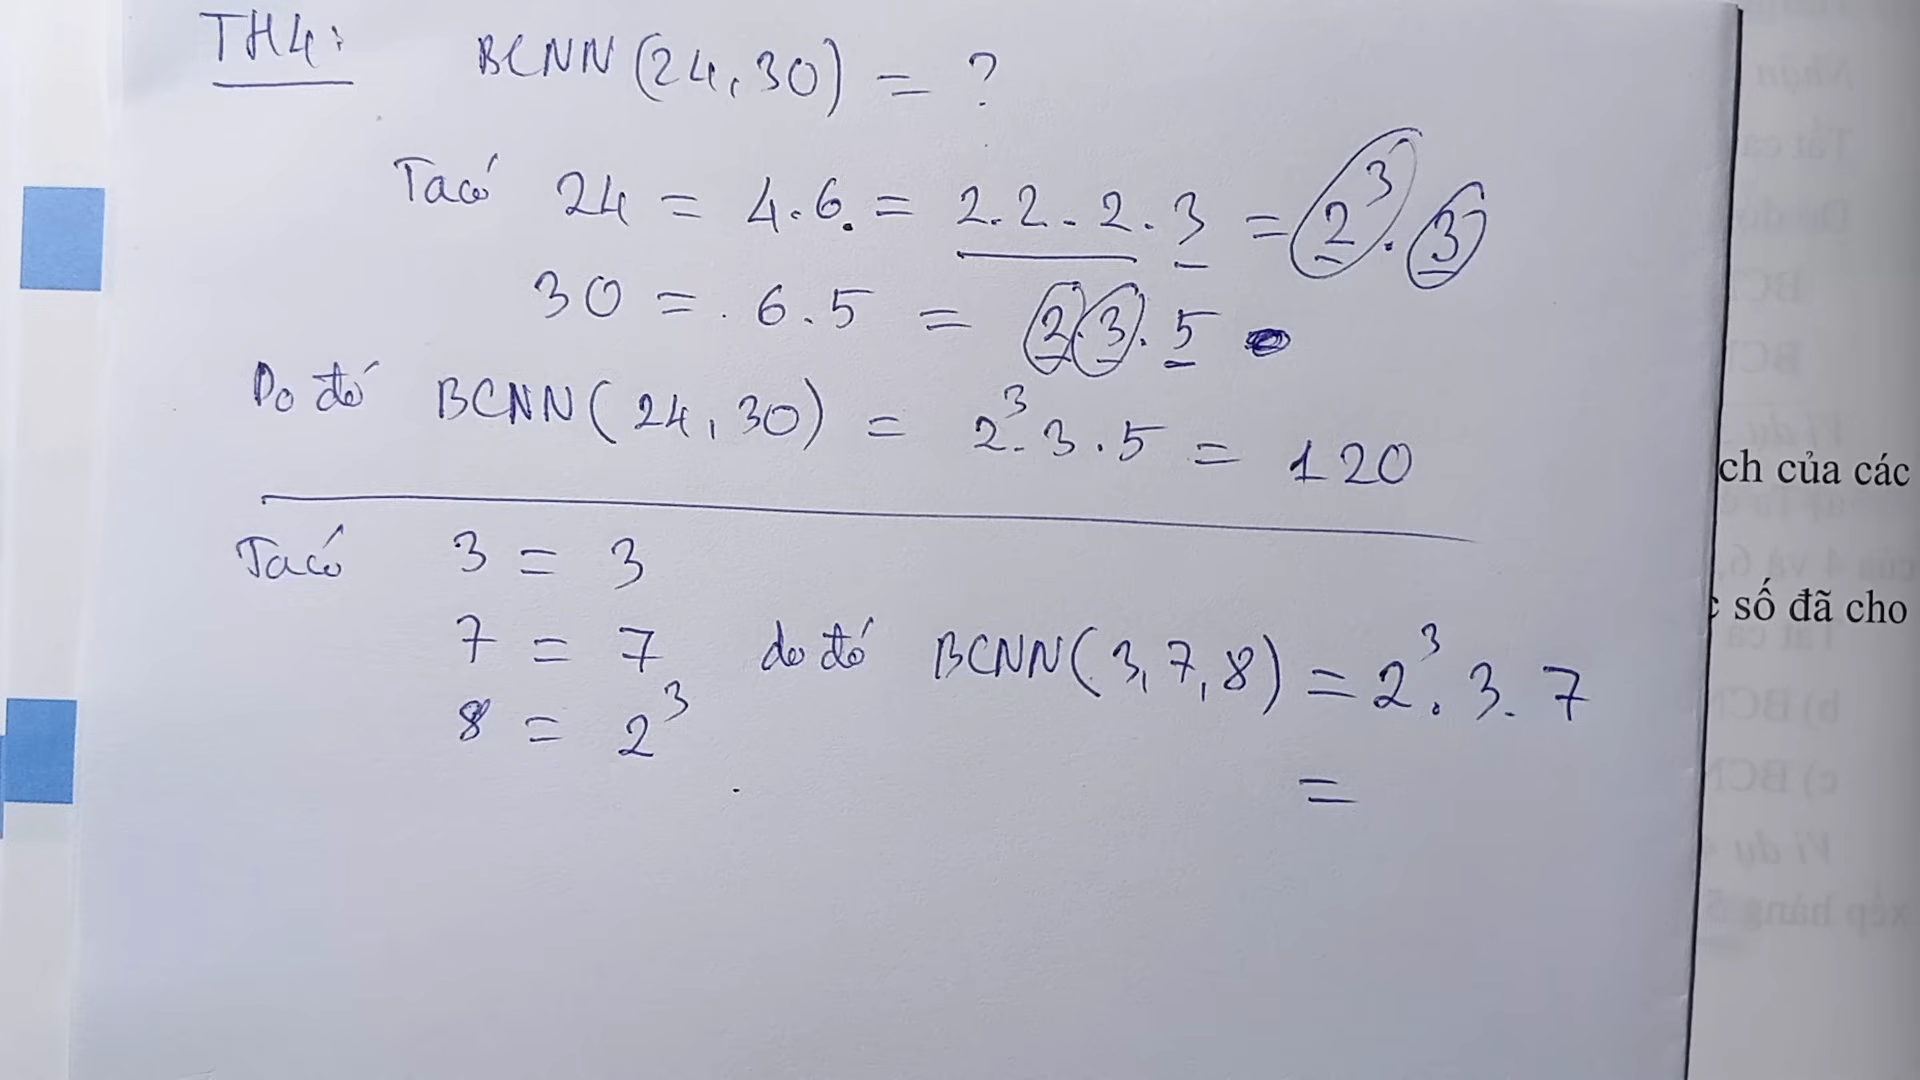 TH4:
BCNN(24,30) = ?
Ta có 24 = 4.6. = 2.2.2.3 = 2³.3
30 = .6.5 = 2.3.5
Do đó BCNN(24,30) = 2³.3.5 = 120
Ta có 3 = 3
7 = 7 do đó BCNN(3,7,8) = 2³.3.7
8 = 2³
=
ch của các
số đã cho